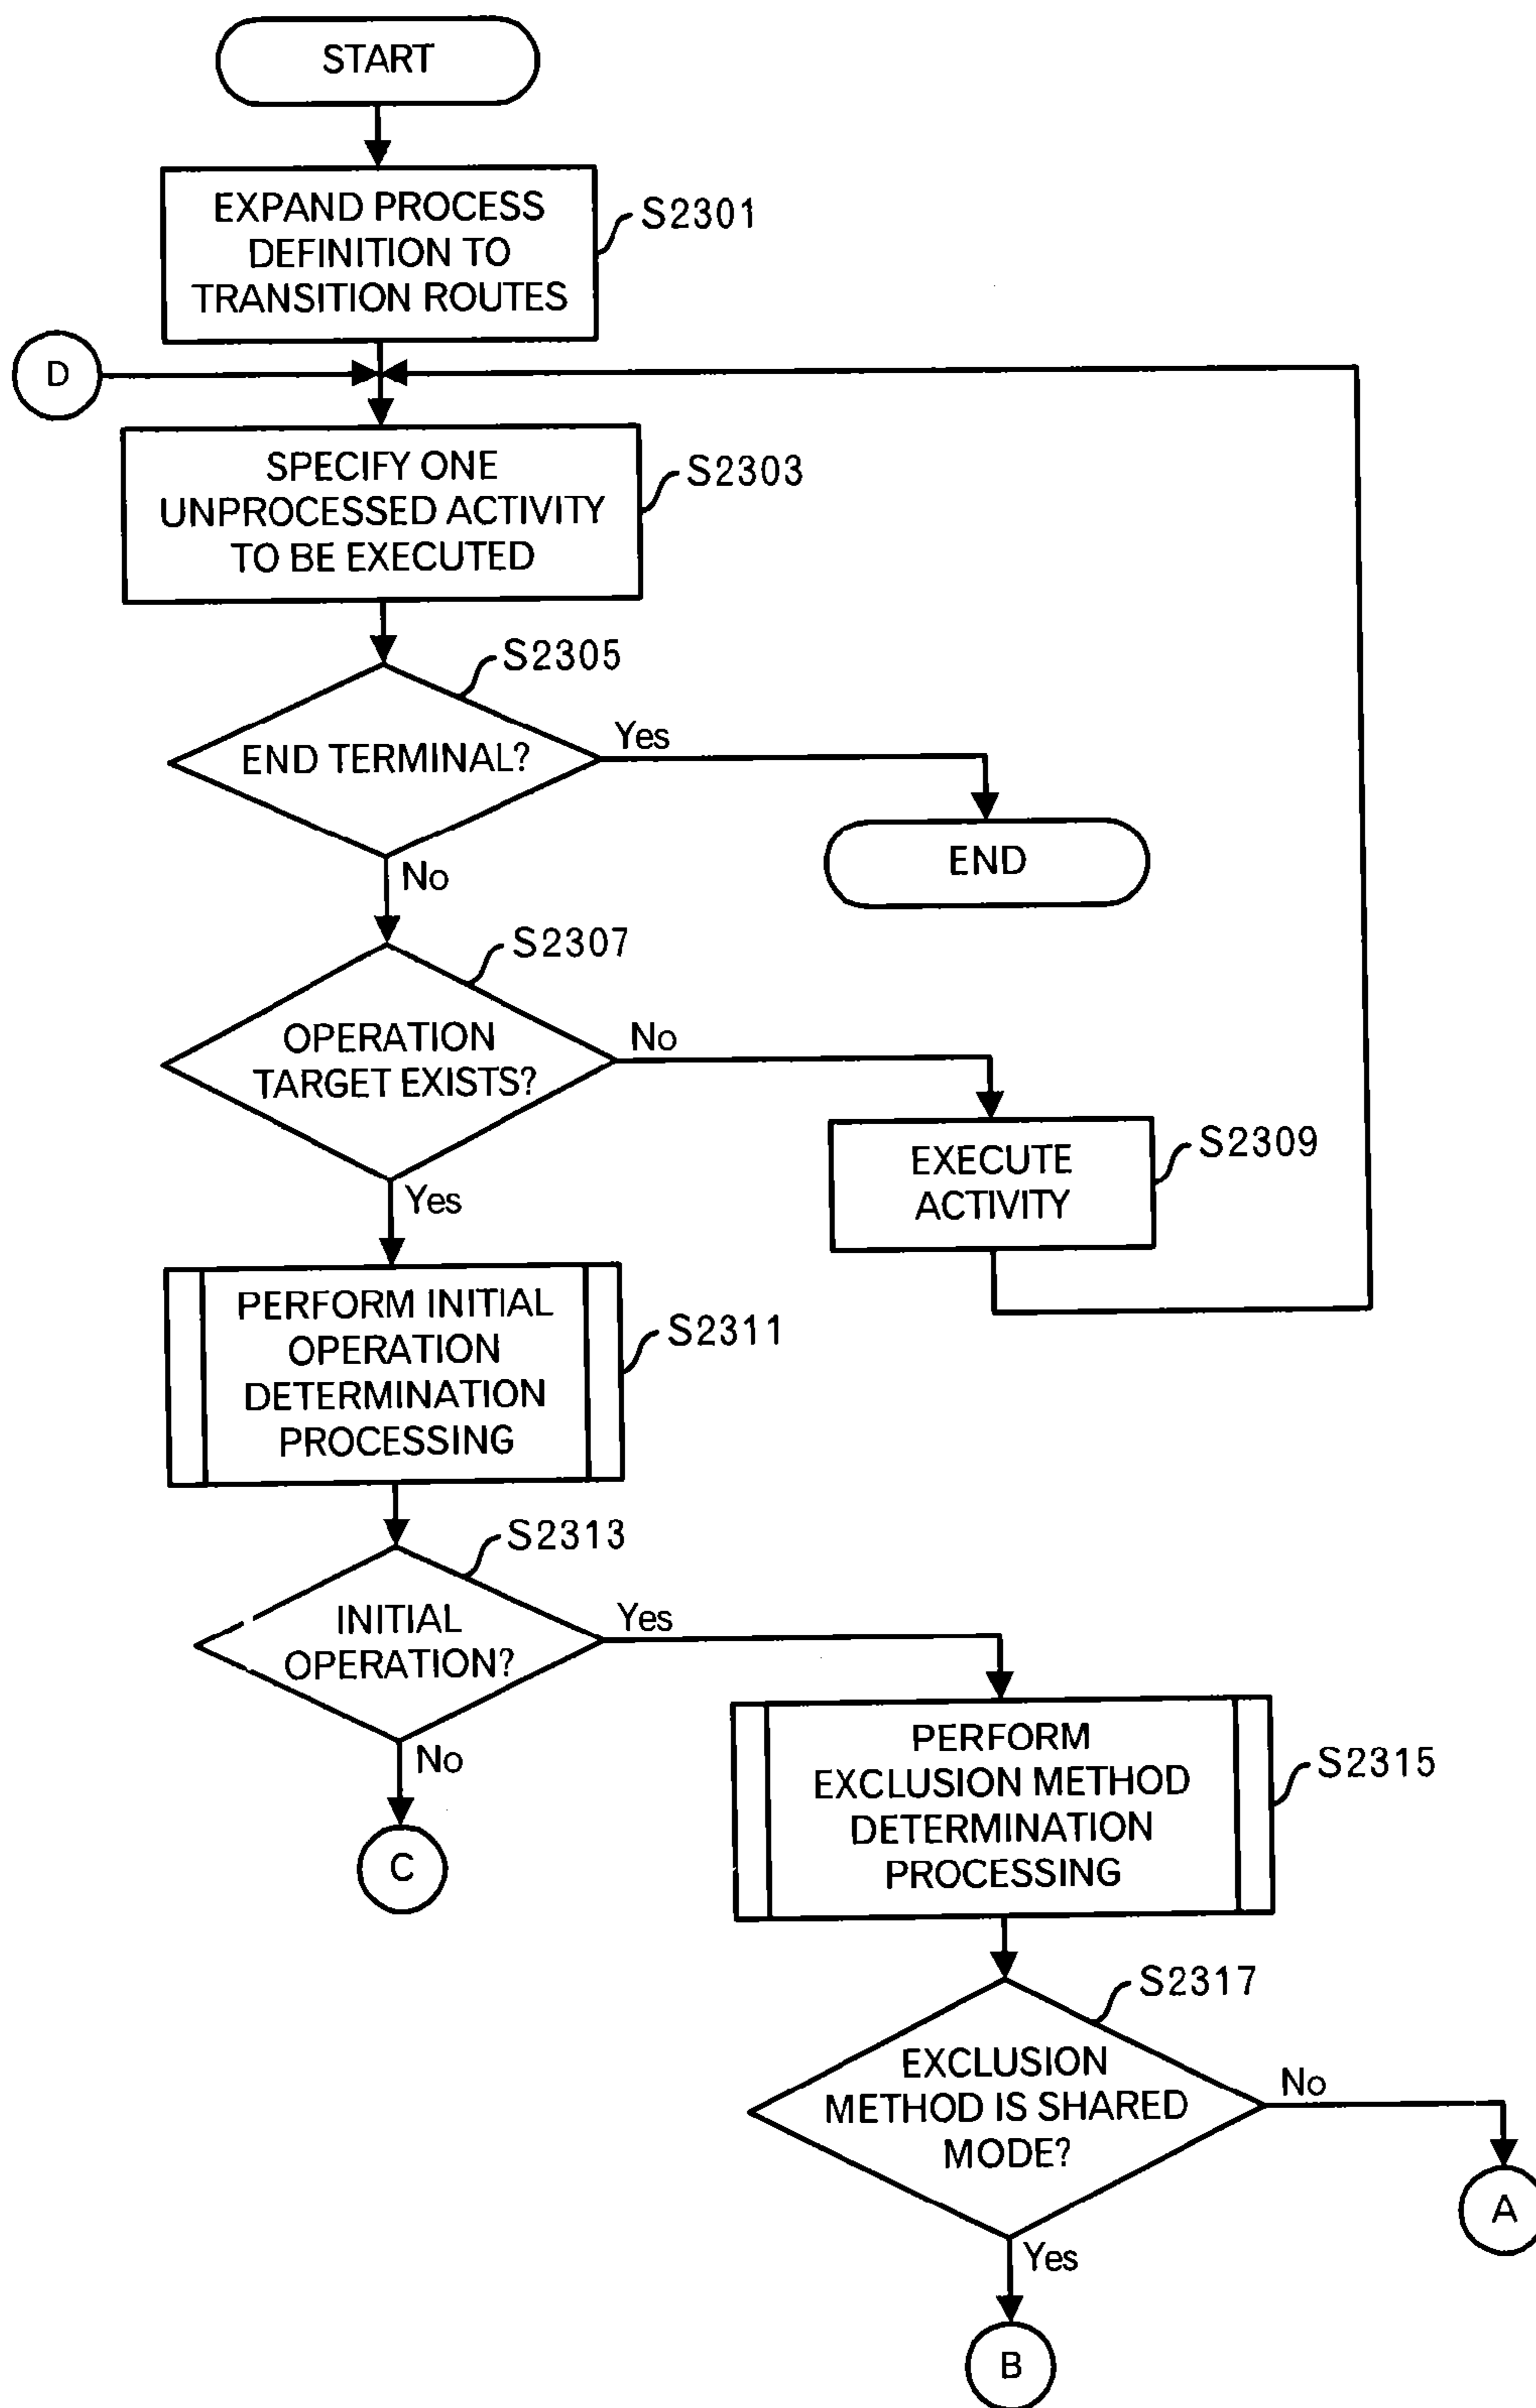 START
EXPAND PROCESS
DEFINITION TO
TRANSITION ROUTES
S2301
D
SPECIFY ONE
UNPROCESSED ACTIVITY
TO BE EXECUTED
S2303
S2305
END TERMINAL?
Yes
END
No
S2307
OPERATION
TARGET EXISTS?
No
EXECUTE
ACTIVITY
S2309
Yes
PERFORM INITIAL
OPERATION
DETERMINATION
PROCESSING
S2311
S2313
INITIAL
OPERATION?
Yes
No
C
PERFORM
EXCLUSION METHOD
DETERMINATION
PROCESSING
S2315
S2317
EXCLUSION
METHOD IS SHARED
MODE?
No
A
Yes
B